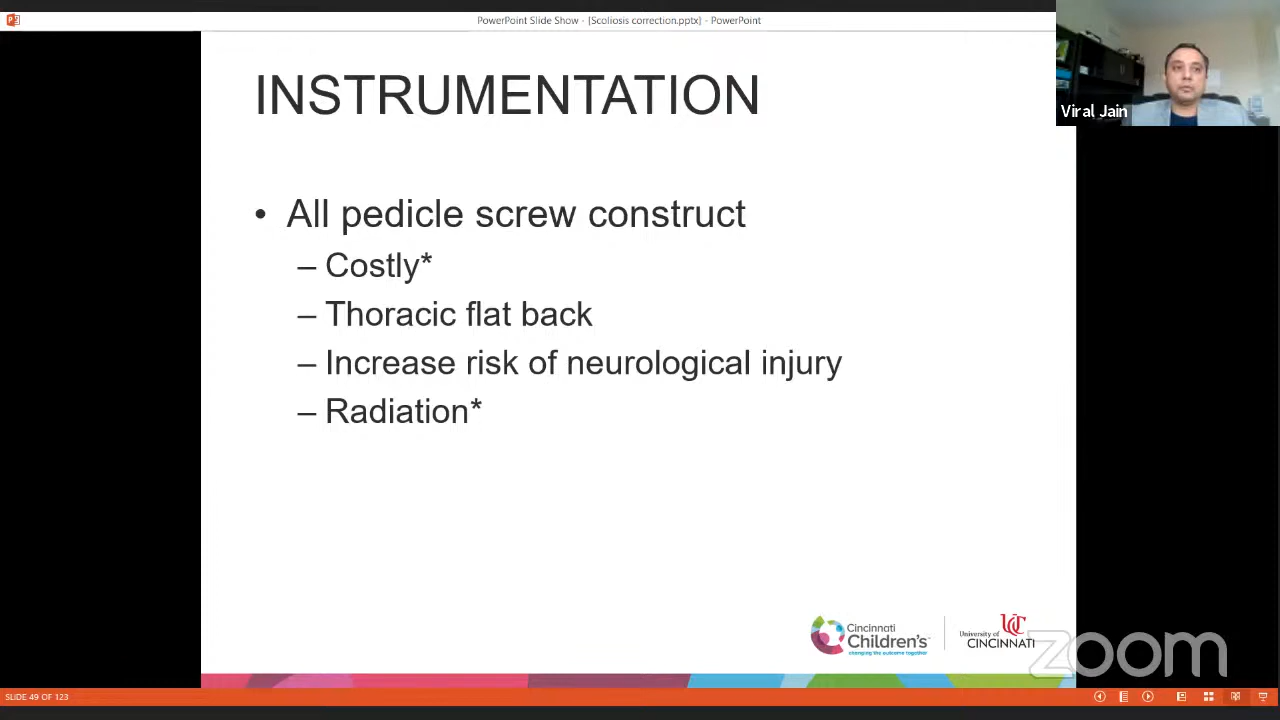 PowerPoint Slide Show - [Scoliosis correction.pptx] - PowerPoint
Viral Jain
INSTRUMENTATION
• All pedicle screw construct
– Costly*
– Thoracic flat back
– Increase risk of neurological injury
– Radiation*
Cincinnati
Children's
changing the outcome together
UC
University of
CINCINNATI
zoom
SLIDE 49 OF 123